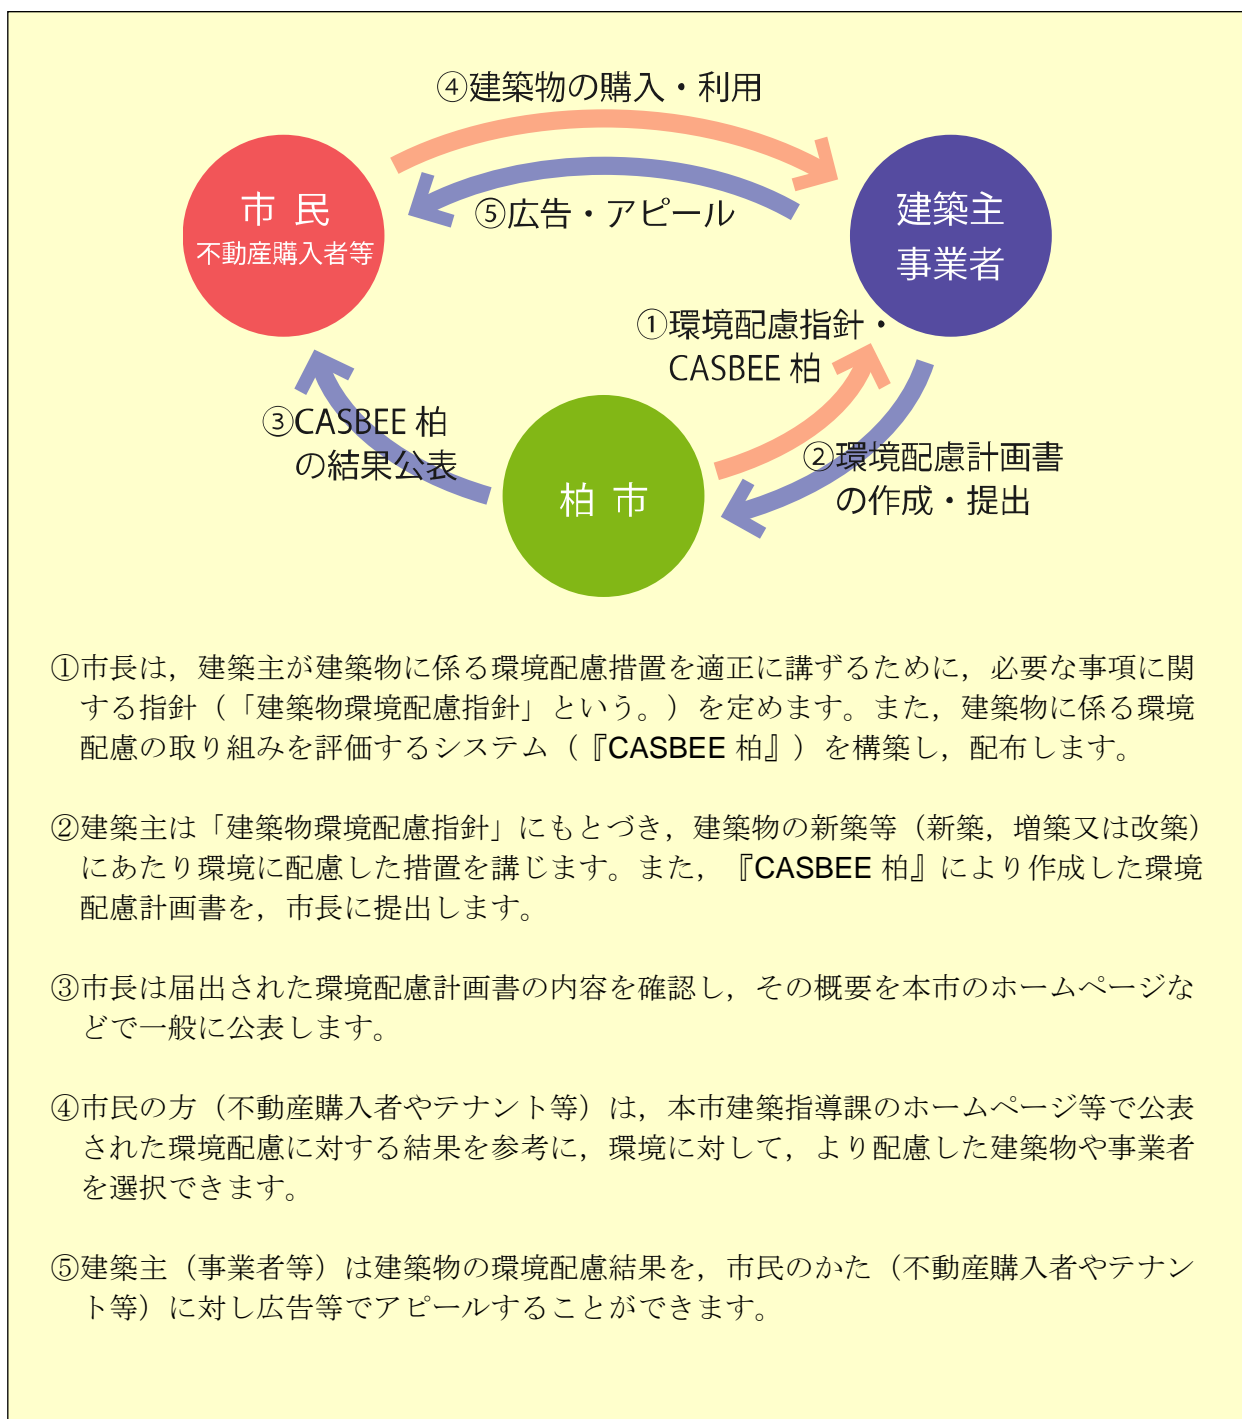 ④建築物の購入・利用
市 民
不動産購入者等
⑤広告・アピール
建築主
事業者
①環境配慮指針・
CASBEE 柏
③CASBEE 柏
の結果公表
②環境配慮計画書
の作成・提出
柏 市
①市長は，建築主が建築物に係る環境配慮措置を適正に講ずるために，必要な事項に関
する指針（「建築物環境配慮指針」という。）を定めます。また，建築物に係る環境
配慮の取り組みを評価するシステム（『CASBEE 柏』）を構築し，配布します。
②建築主は「建築物環境配慮指針」にもとづき，建築物の新築等（新築，増築又は改築）
にあたり環境に配慮した措置を講じます。また，『CASBEE 柏』により作成した環境
配慮計画書を，市長に提出します。
③市長は届出された環境配慮計画書の内容を確認し，その概要を本市のホームページな
どで一般に公表します。
④市民の方（不動産購入者やテナント等）は，本市建築指導課のホームページ等で公表
された環境配慮に対する結果を参考に，環境に対して，より配慮した建築物や事業者
を選択できます。
⑤建築主（事業者等）は建築物の環境配慮結果を，市民のかた（不動産購入者やテナン
ト等）に対し広告等でアピールすることができます。